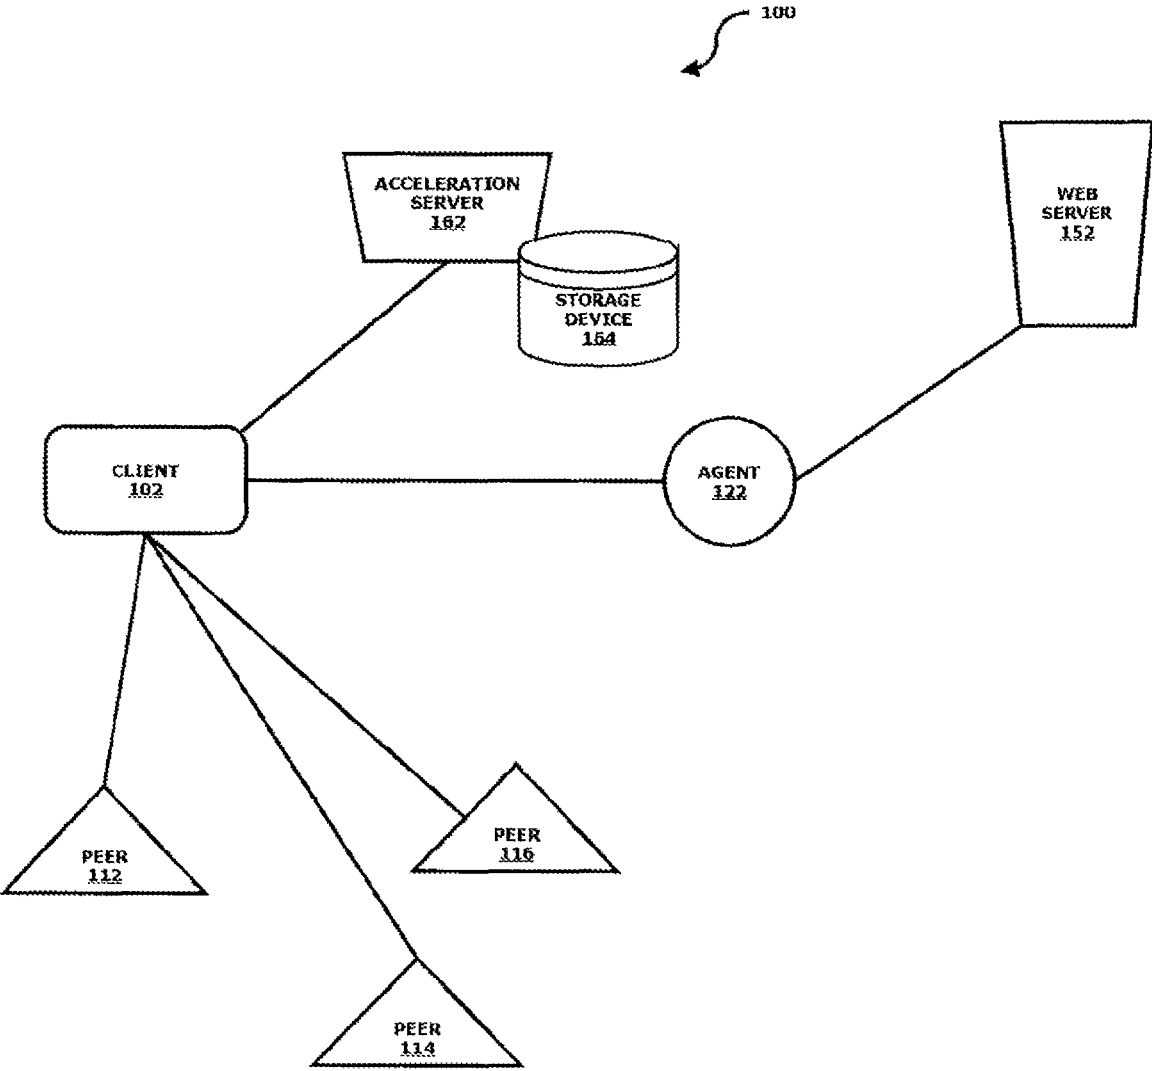 100
ACCELERATION
SERVER
162
WEB
SERVER
152
STORAGE
DEVICE
164
CLIENT
102
AGENT
122
PEER
116
PEER
112
PEER
114